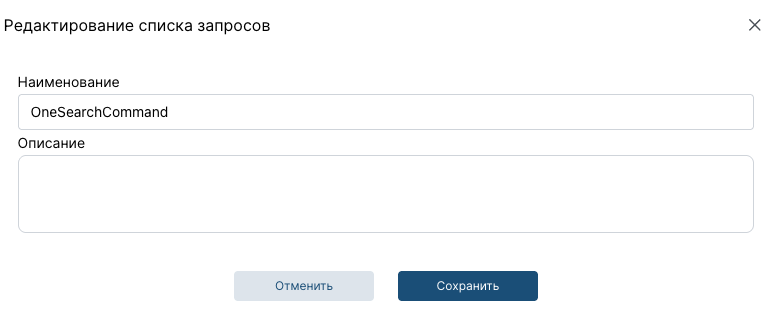 Редактирование списка запросов
Наименование
OneSearchCommand
Описание
Отменить
Сохранить